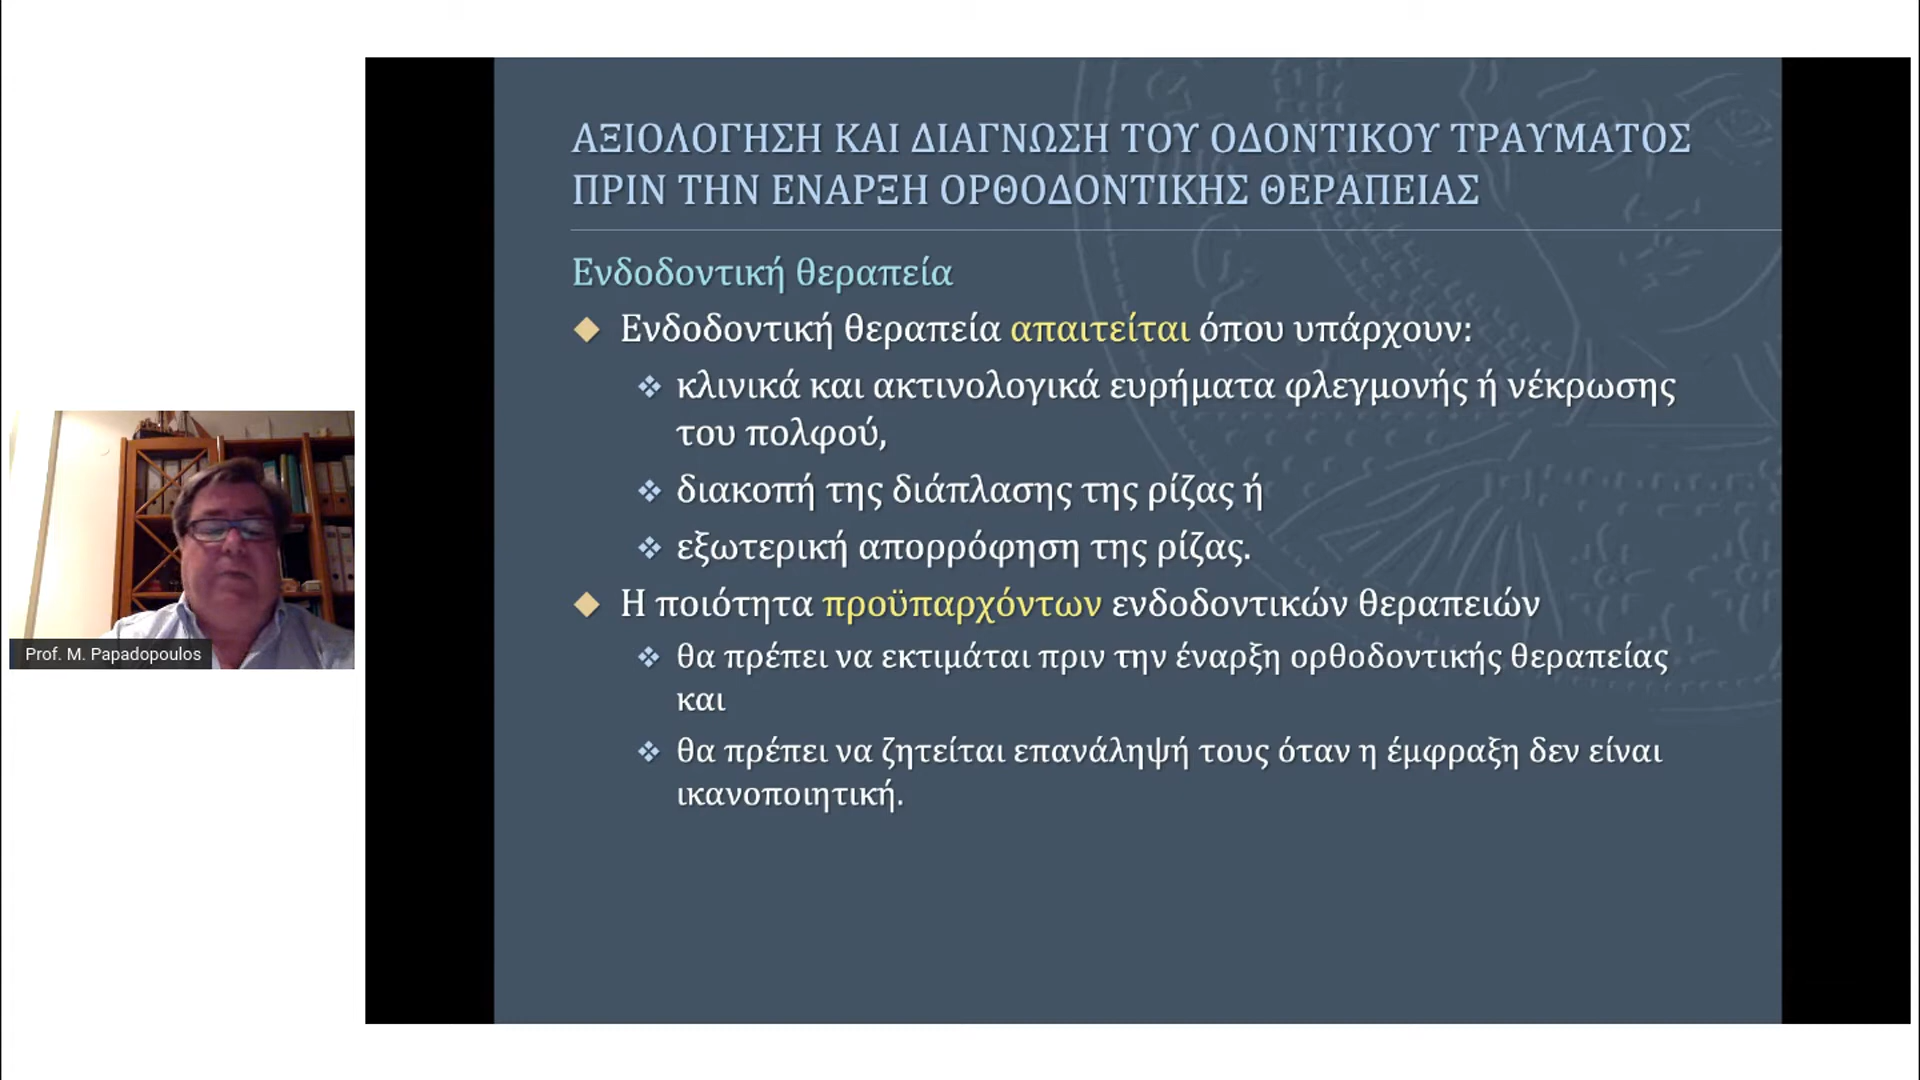 ΑΞΙΟΛΟΓΗΣΗ ΚΑΙ ΔΙΑΓΝΩΣΗ ΤΟΥ ΟΔΟΝΤΙΚΟΥ ΤΡΑΥΜΑΤΟΣ
ΠΡΙΝ ΤΗΝ ΕΝΑΡΞΗ ΟΡΘΟΔΟΝΤΙΚΗΣ ΘΕΡΑΠΕΙΑΣ
Ενδοδοντική θεραπεία
Ενδοδοντική θεραπεία απαιτείται όπου υπάρχουν:
κλινικά και ακτινολογικά ευρήματα φλεγμονής ή νέκρωσης
του πολφού,
διακοπή της διάπλασης της ρίζας ή
εξωτερική απορρόφηση της ρίζας.
Η ποιότητα προϋπαρχόντων ενδοδοντικών θεραπειών
θα πρέπει να εκτιμάται πριν την έναρξη ορθοδοντικής θεραπείας
και
θα πρέπει να ζητείται επανάληψή τους όταν η έμφραξη δεν είναι
ικανοποιητική.
Prof. M. Papadopoulos